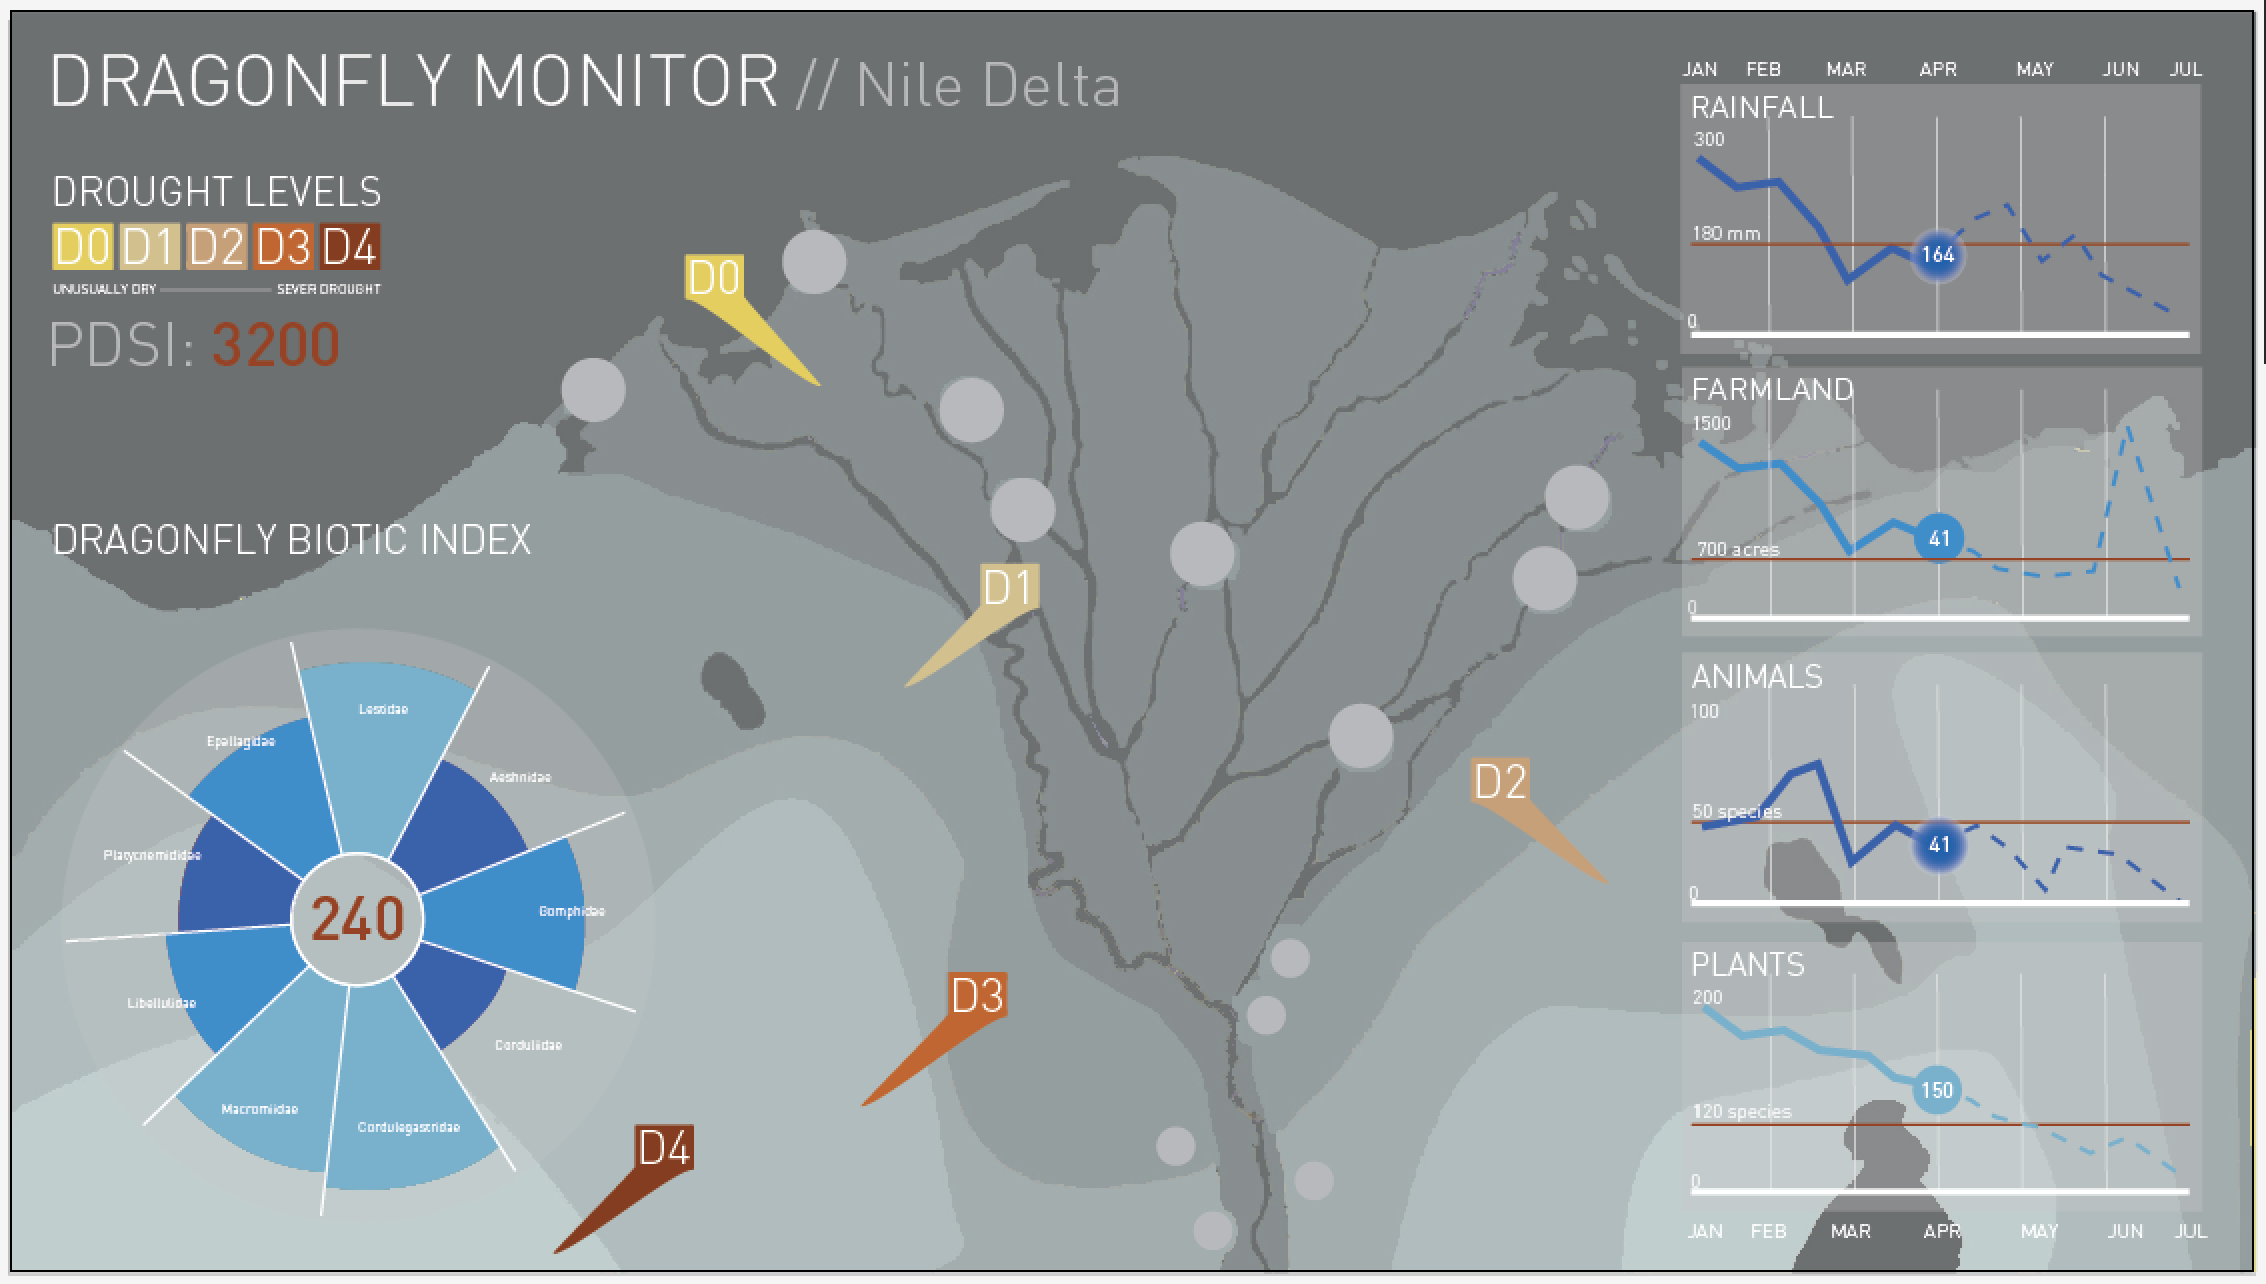 DRAGONFLY MONITOR // Nile Delta
DROUGHT LEVELS
D0 D1 D2 D3 D4
UNUSUALLY DRY SEVER DROUGHT
PDSI: 3200
DRAGONFLY BIOTIC INDEX
Lestidae
Epellagidae
Aeshnidae
Platycnemididae
Gomphidae
240
Libellulidae
Corduliidae
Macromiidae
Cordulegastridae
D0
D1
D2
D3
D4
JAN FEB MAR APR MAY JUN JUL
RAINFALL
300
180 mm
164
0
FARMLAND
1500
700 acres
41
0
ANIMALS
100
50 species
41
0
PLANTS
200
150
120 species
0
JAN FEB MAR APR MAY JUN JUL